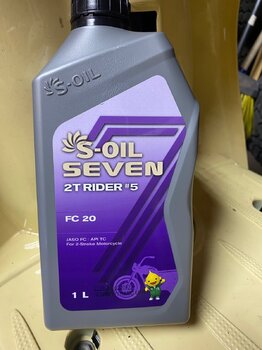 S-OIL
S-OIL
SEVEN
2T RIDER #5
FC 20
JASO FC API TC
For 2-Stroke Motorcycle
1 L